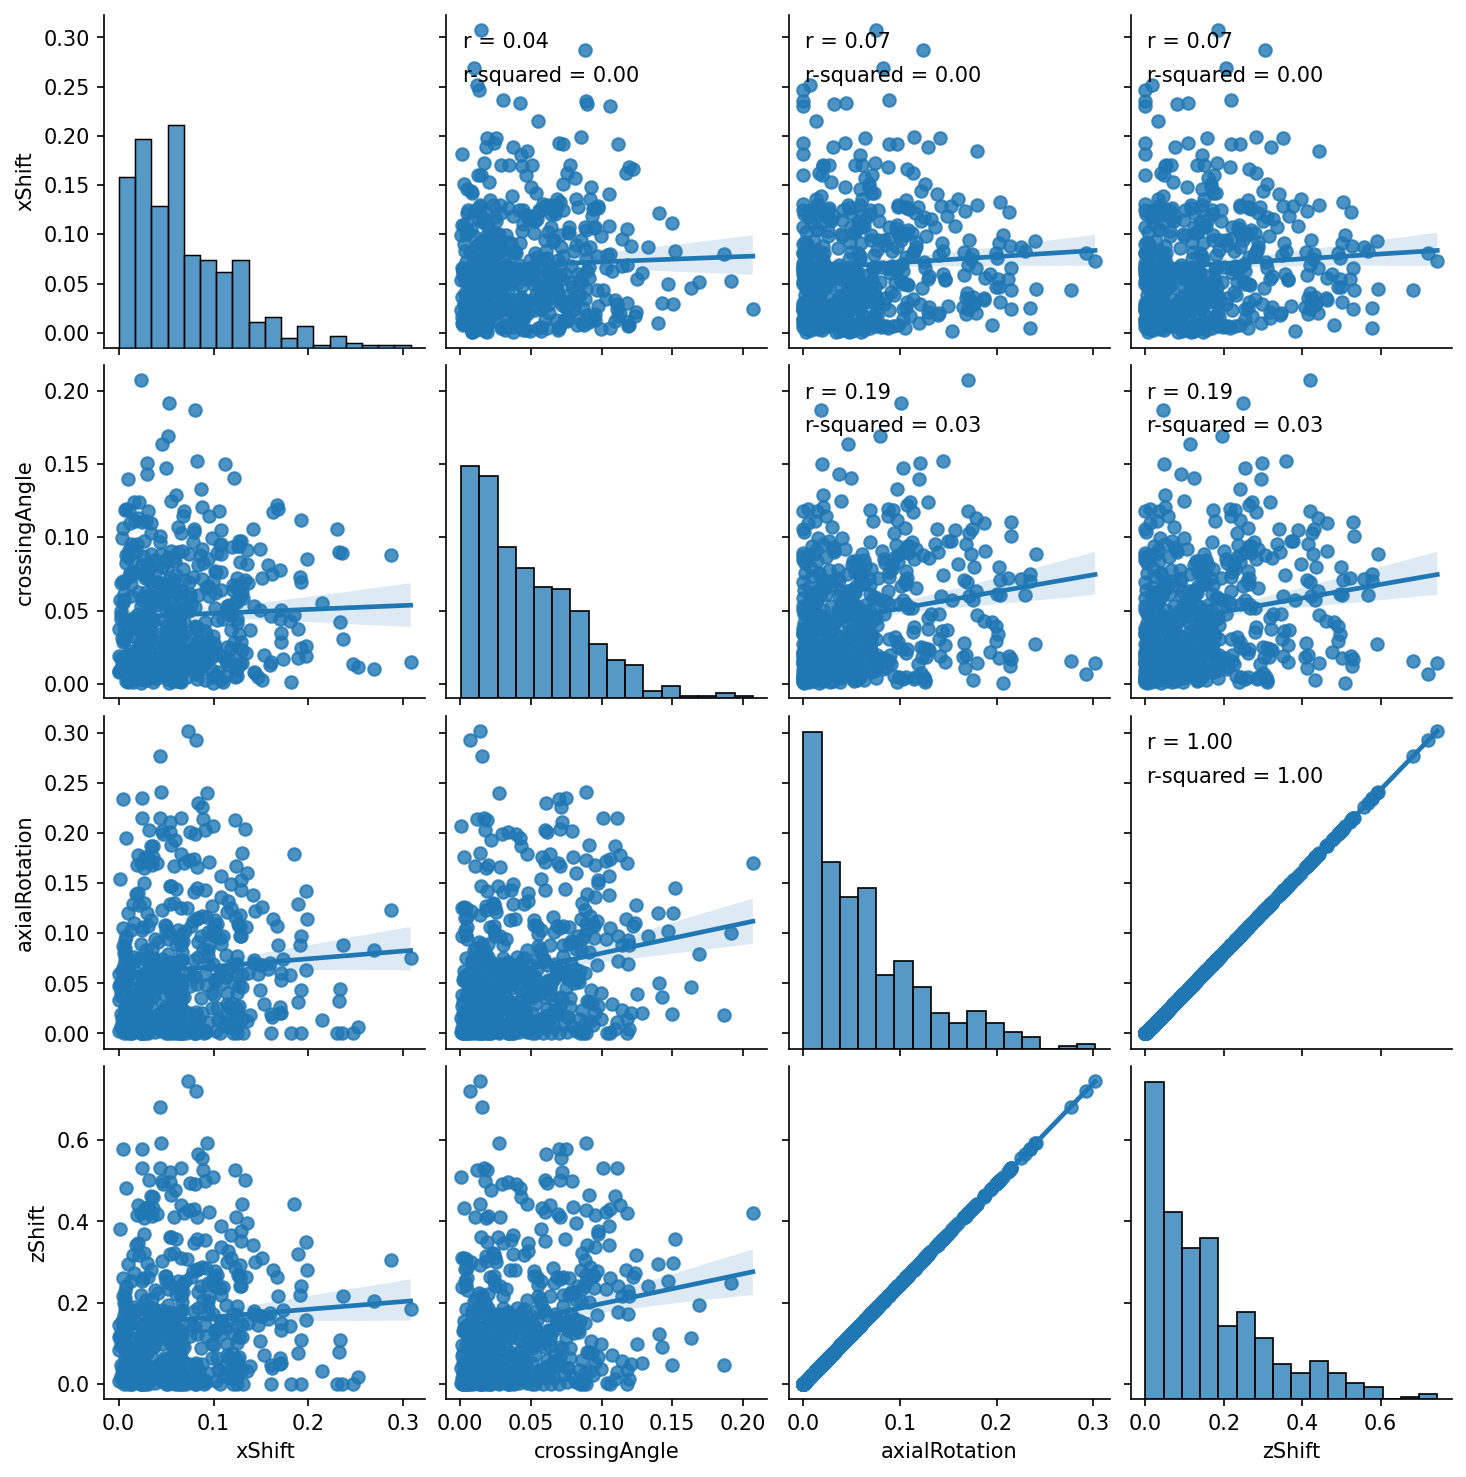 0.30
r = 0.04
r = 0.07
r = 0.07
0.25
r-squared = 0.00
r-squared = 0.00
r-squared = 0.00
0.20
0.15
0.10
0.05
0.00
xShift
0.20
r = 0.19
r = 0.19
r-squared = 0.03
r-squared = 0.03
0.15
0.10
0.05
0.00
crossingAngle
0.30
r = 1.00
0.25
r-squared = 1.00
0.20
0.15
0.10
0.05
0.00
axialRotation
0.6
0.4
0.2
0.0
zShift
0.0 0.1 0.2 0.3
0.00 0.05 0.10 0.15 0.20
0.0 0.1 0.2 0.3
0.0 0.2 0.4 0.6
xShift
crossingAngle
axialRotation
zShift